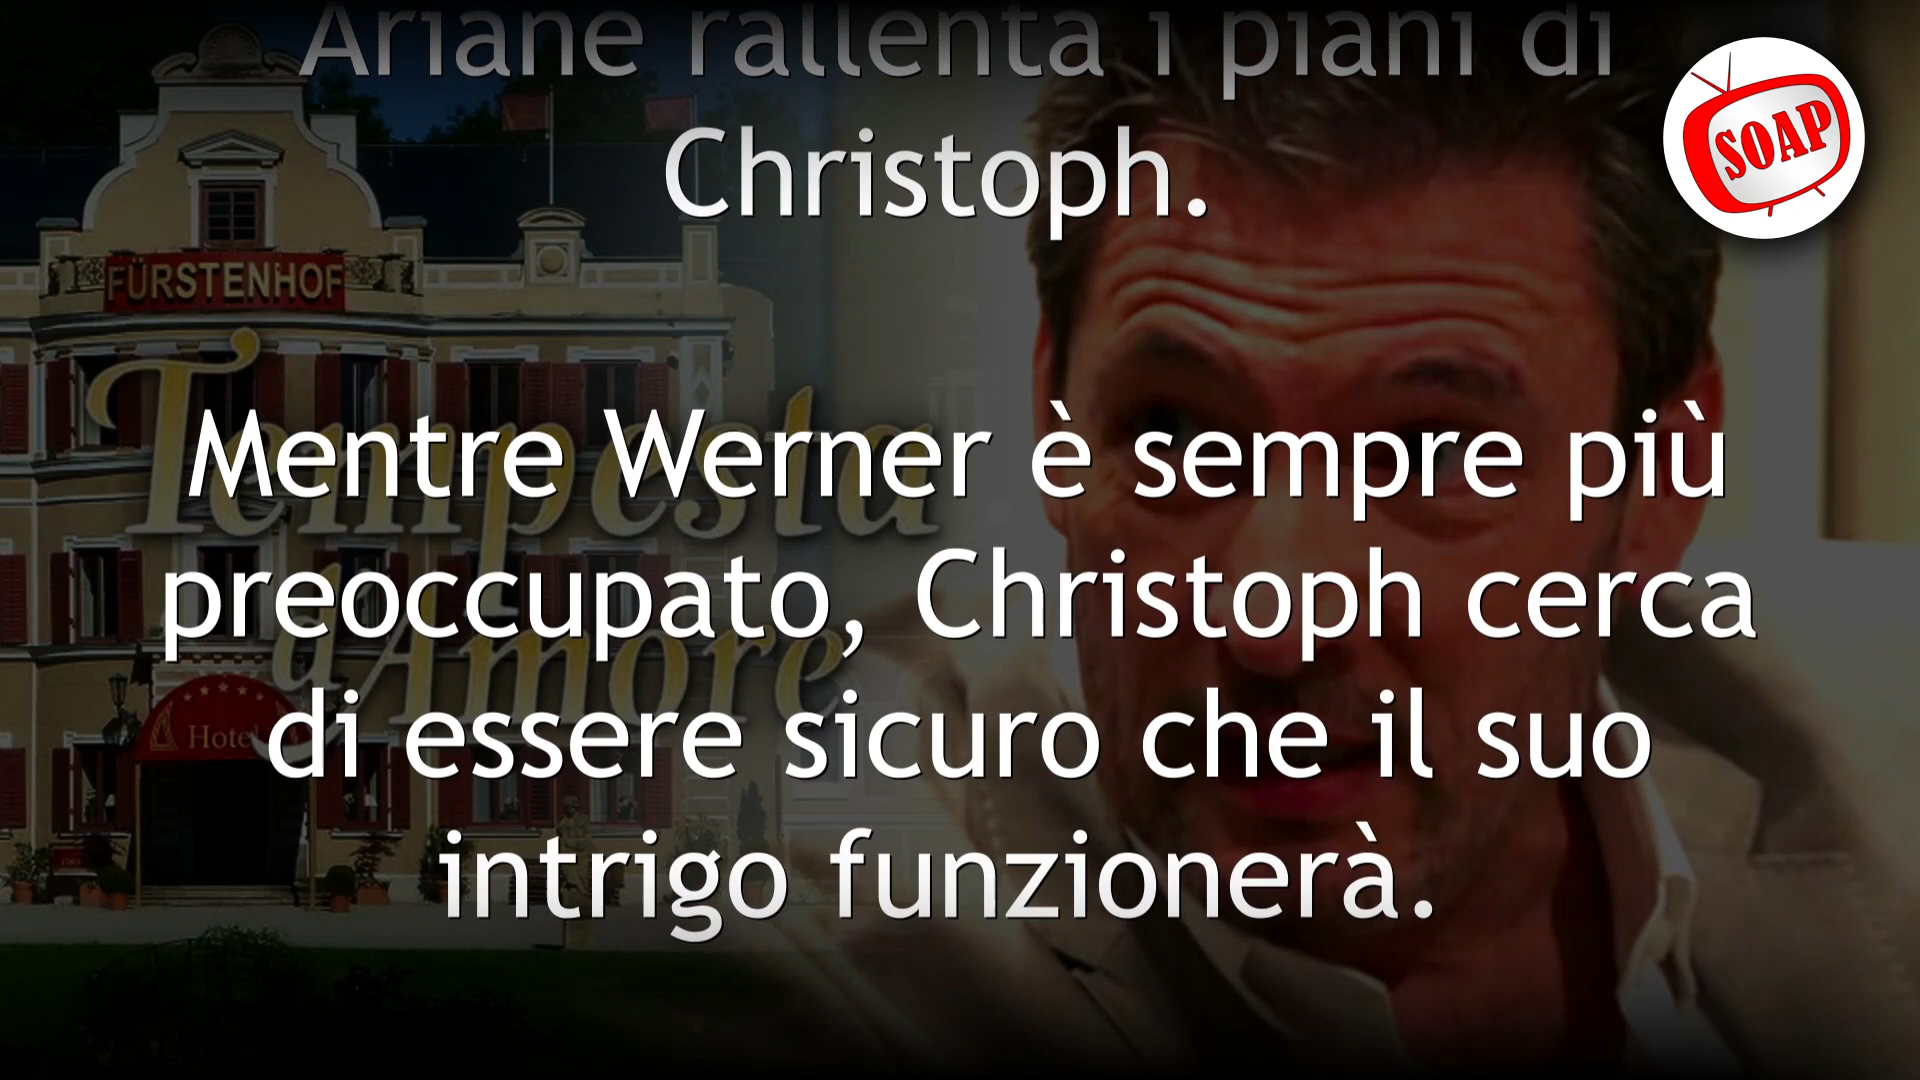 Ariane rallenta i piani di
Christoph.
SOAP
FÜRSTENHOF
Tempesta
d'Amore
Hotel
Mentre Werner è sempre più
preoccupato, Christoph cerca
di essere sicuro che il suo
intrigo funzionerà.